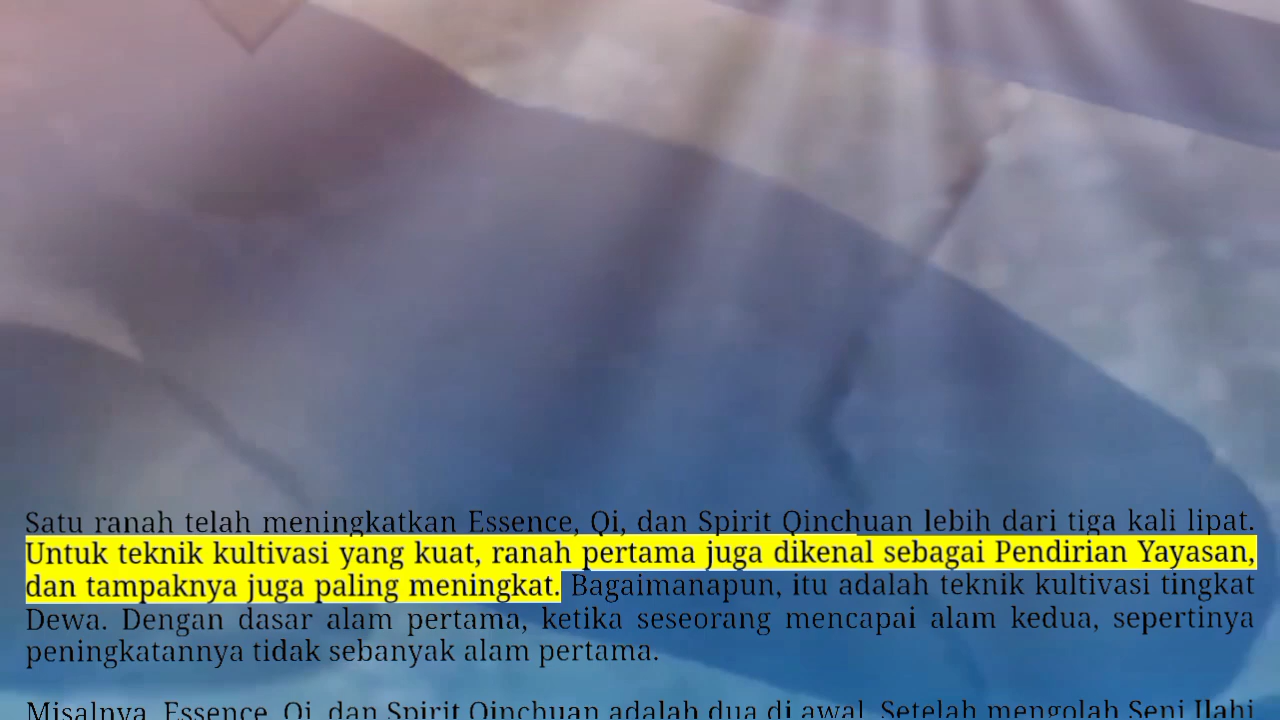 Satu ranah telah meningkatkan Essence, Qi, dan Spirit Qinchuan lebih dari tiga kali lipat.
Untuk teknik kultivasi yang kuat, ranah pertama juga dikenal sebagai Pendirian Yayasan,
dan tampaknya juga paling meningkat. Bagaimanapun, itu adalah teknik kultivasi tingkat
Dewa. Dengan dasar alam pertama, ketika seseorang mencapai alam kedua, sepertinya
peningkatannya tidak sebanyak alam pertama.
Misalnya, Essence, Qi, dan Spirit Qinchuan adalah dua di awal. Setelah mengolah Seni Ilahi